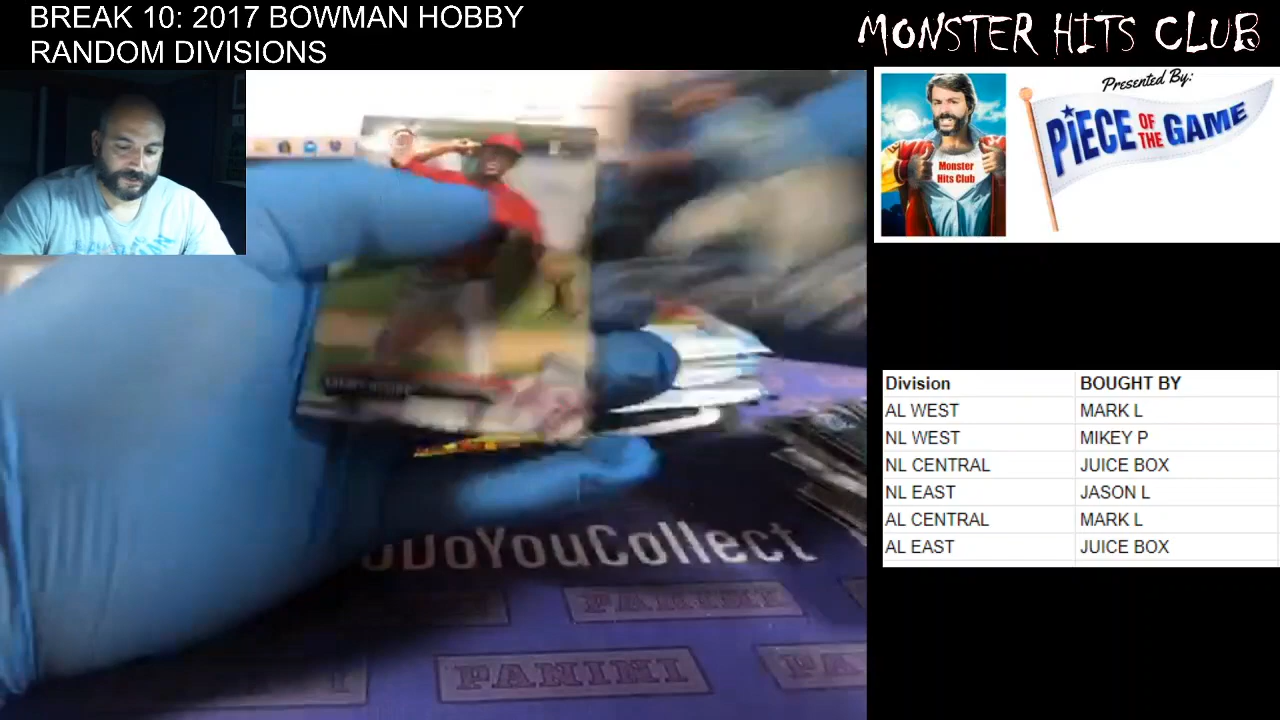 BREAK 10: 2017 BOWMAN HOBBY
RANDOM DIVISIONS
MONSTER HITS CLUB
Presented By:
PIECE OF THE GAME
Monster
Hits Club
Division BOUGHT BY
AL WEST MARK L
NL WEST MIKEY P
NL CENTRAL JUICE BOX
NL EAST JASON L
AL CENTRAL MARK L
AL EAST JUICE BOX
DoYouCollect
PANINI
PANINI